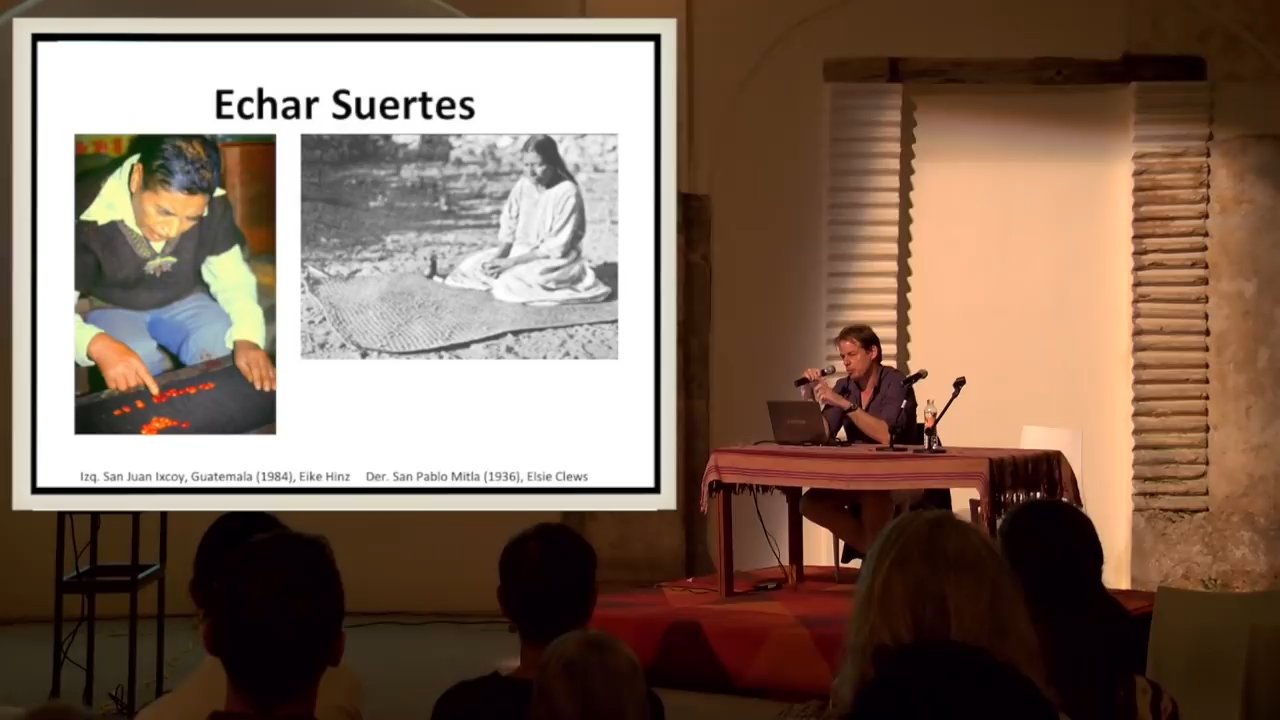 Echar Suertes
Izq. San Juan Ixcoy, Guatemala (1984), Eike Hinz Der. San Pablo Mitla (1936), Elsie Clews